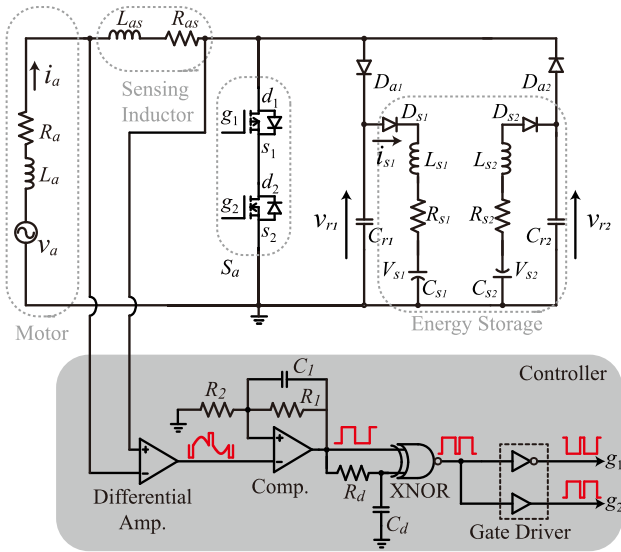 L_as R_as
Sensing
Inductor
i_a
R_a
L_a
v_a
Motor
g_1 d_1
s_1
g_2 d_2
s_2
S_a
D_a1
D_s1
i_s1
L_s1
R_s1
V_s1
C_s1
v_r1
C_r1
D_a2
D_s2
L_s2
R_s2
V_s2
C_s2
C_r2
v_r2
Energy Storage
Controller
C_1
R_2
R_1
Differential
Amp.
Comp.
R_d
C_d
XNOR
Gate Driver
g_1
g_2
+
−
+
−